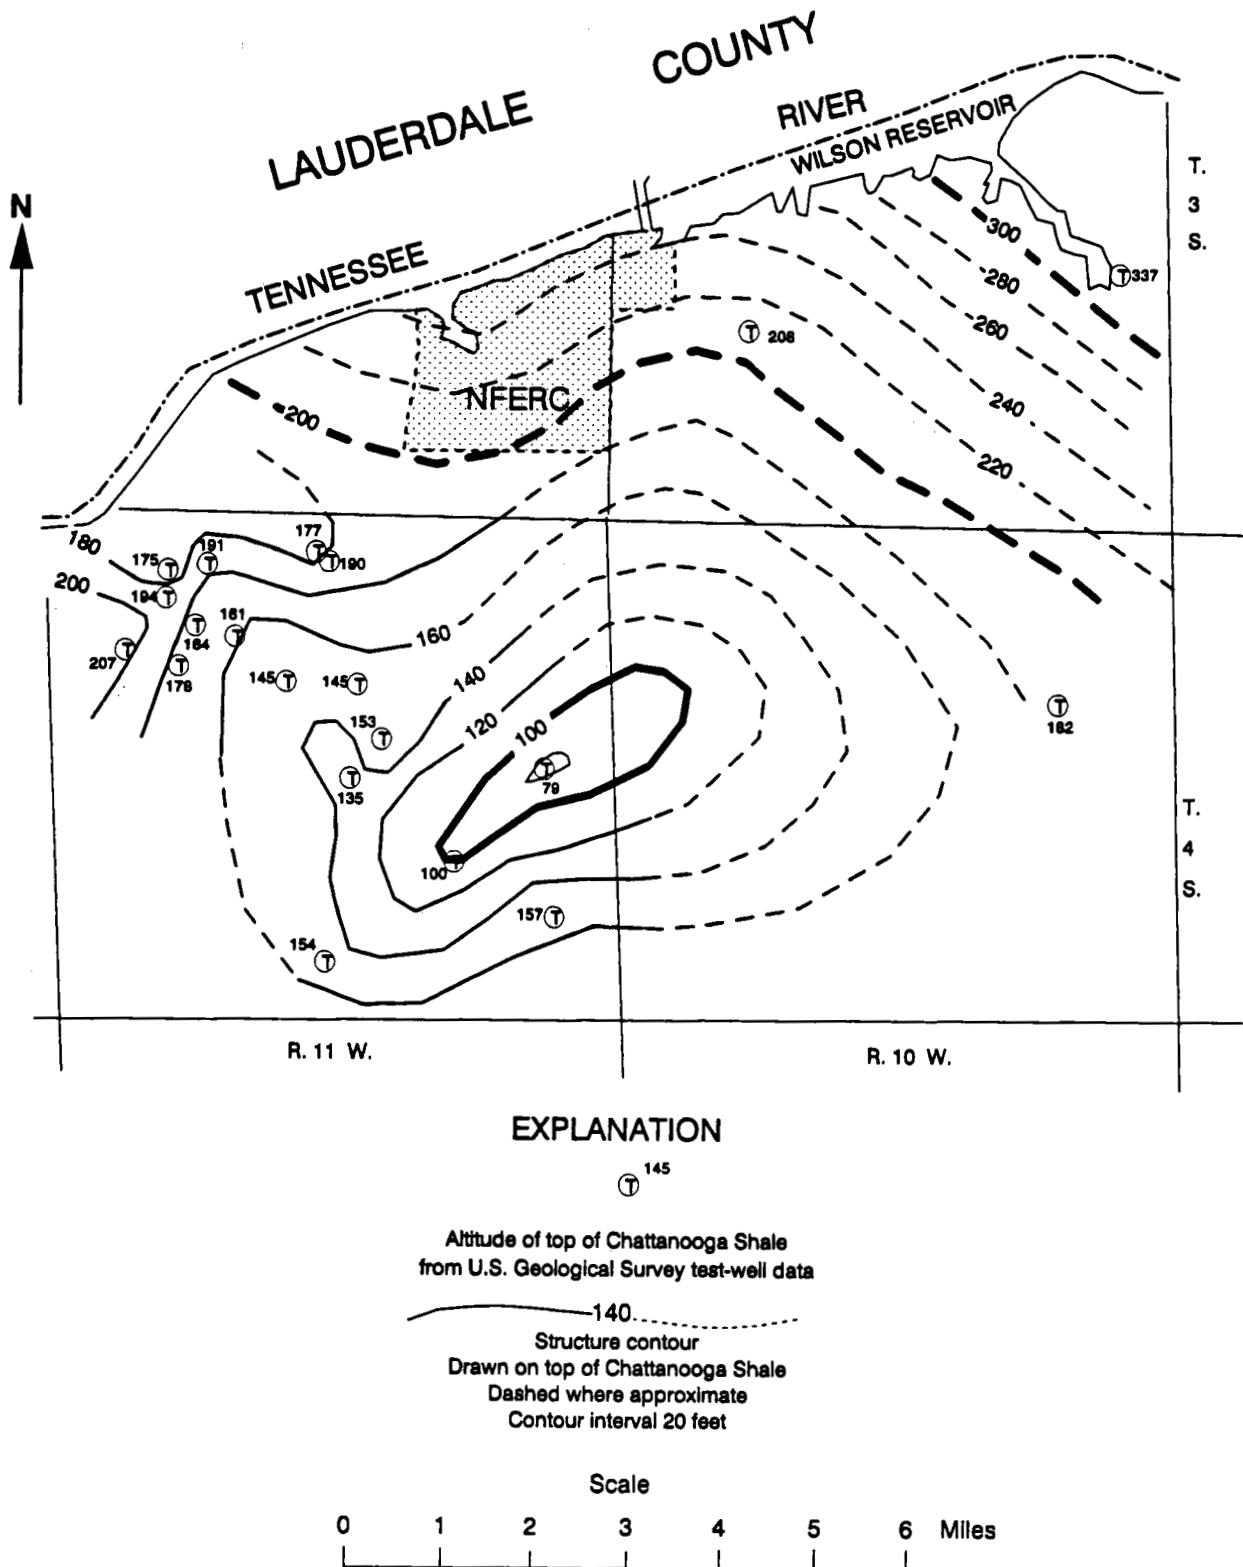 COUNTY
LAUDERDALE
RIVER
WILSON RESERVOIR
T.
3
S.
N
TENNESSEE
300
337
280
260
208
NFERC
200
240
220
180
175
191
177
190
200
194
161
184
160
207
178
145
145
140
153
120
100
182
135
79
T.
4
S.
100
157
154
R. 11 W.
R. 10 W.
EXPLANATION
T 145
Altitude of top of Chattanooga Shale
from U.S. Geological Survey test-well data
140
Structure contour
Drawn on top of Chattanooga Shale
Dashed where approximate
Contour interval 20 feet
Scale
0 1 2 3 4 5 6 Miles